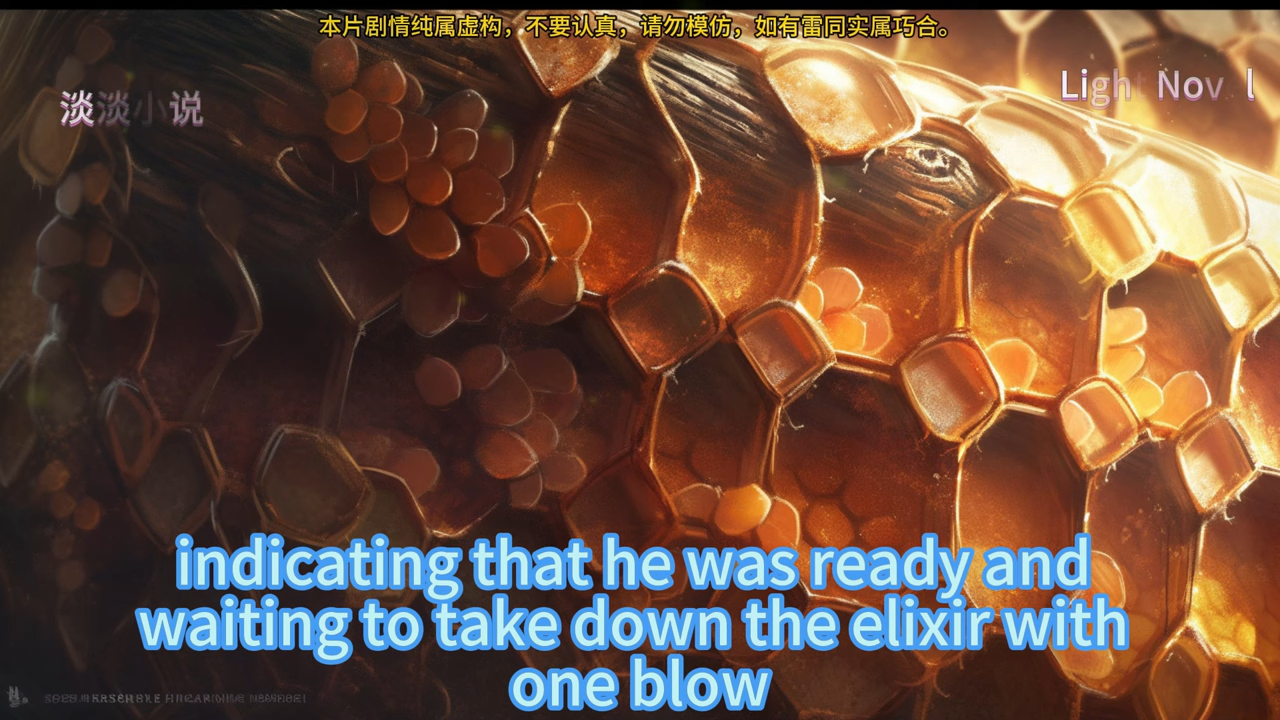 本片剧情纯属虚构，不要认真，请勿模仿，如有雷同实属巧合。
淡淡小说
Light Nov l
indicating that he was ready and
waiting to take down the elixir with
one blow